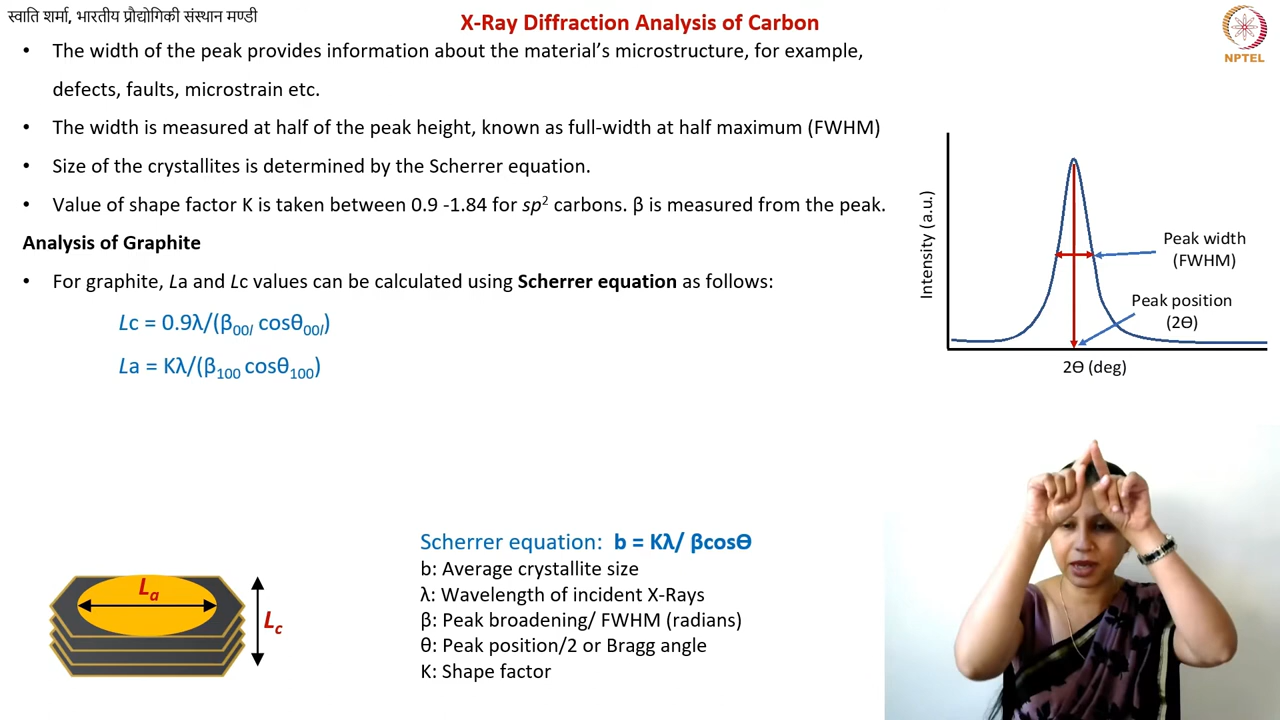 स्वाति शर्मा, भारतीय प्रौद्योगिकी संस्थान मण्डी
X-Ray Diffraction Analysis of Carbon
NPTEL
• The width of the peak provides information about the material's microstructure, for example,
defects, faults, microstrain etc.
• The width is measured at half of the peak height, known as full-width at half maximum (FWHM)
• Size of the crystallites is determined by the Scherrer equation.
• Value of shape factor K is taken between 0.9 -1.84 for sp² carbons. β is measured from the peak.
Analysis of Graphite
• For graphite, La and Lc values can be calculated using Scherrer equation as follows:
Lc = 0.9λ/(β00l cosθ00l)
La = Kλ/(β100 cosθ100)
Intensity (a.u.)
Peak width
(FWHM)
Peak position
(2Ɵ)
2Ɵ (deg)
La
Lc
Scherrer equation: b = Kλ/ βcosƟ
b: Average crystallite size
λ: Wavelength of incident X-Rays
β: Peak broadening/ FWHM (radians)
θ: Peak position/2 or Bragg angle
K: Shape factor